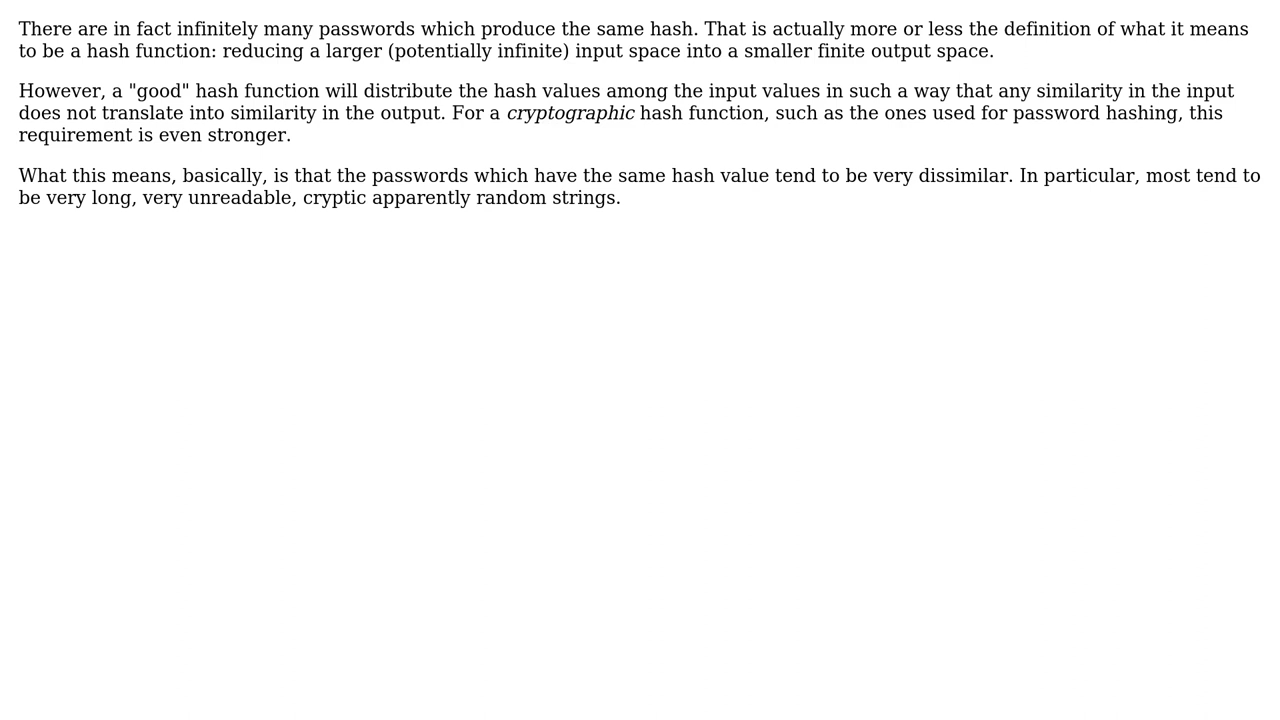 There are in fact infinitely many passwords which produce the same hash. That is actually more or less the definition of what it means
to be a hash function: reducing a larger (potentially infinite) input space into a smaller finite output space.
However, a "good" hash function will distribute the hash values among the input values in such a way that any similarity in the input
does not translate into similarity in the output. For a cryptographic hash function, such as the ones used for password hashing, this
requirement is even stronger.
What this means, basically, is that the passwords which have the same hash value tend to be very dissimilar. In particular, most tend to
be very long, very unreadable, cryptic apparently random strings.